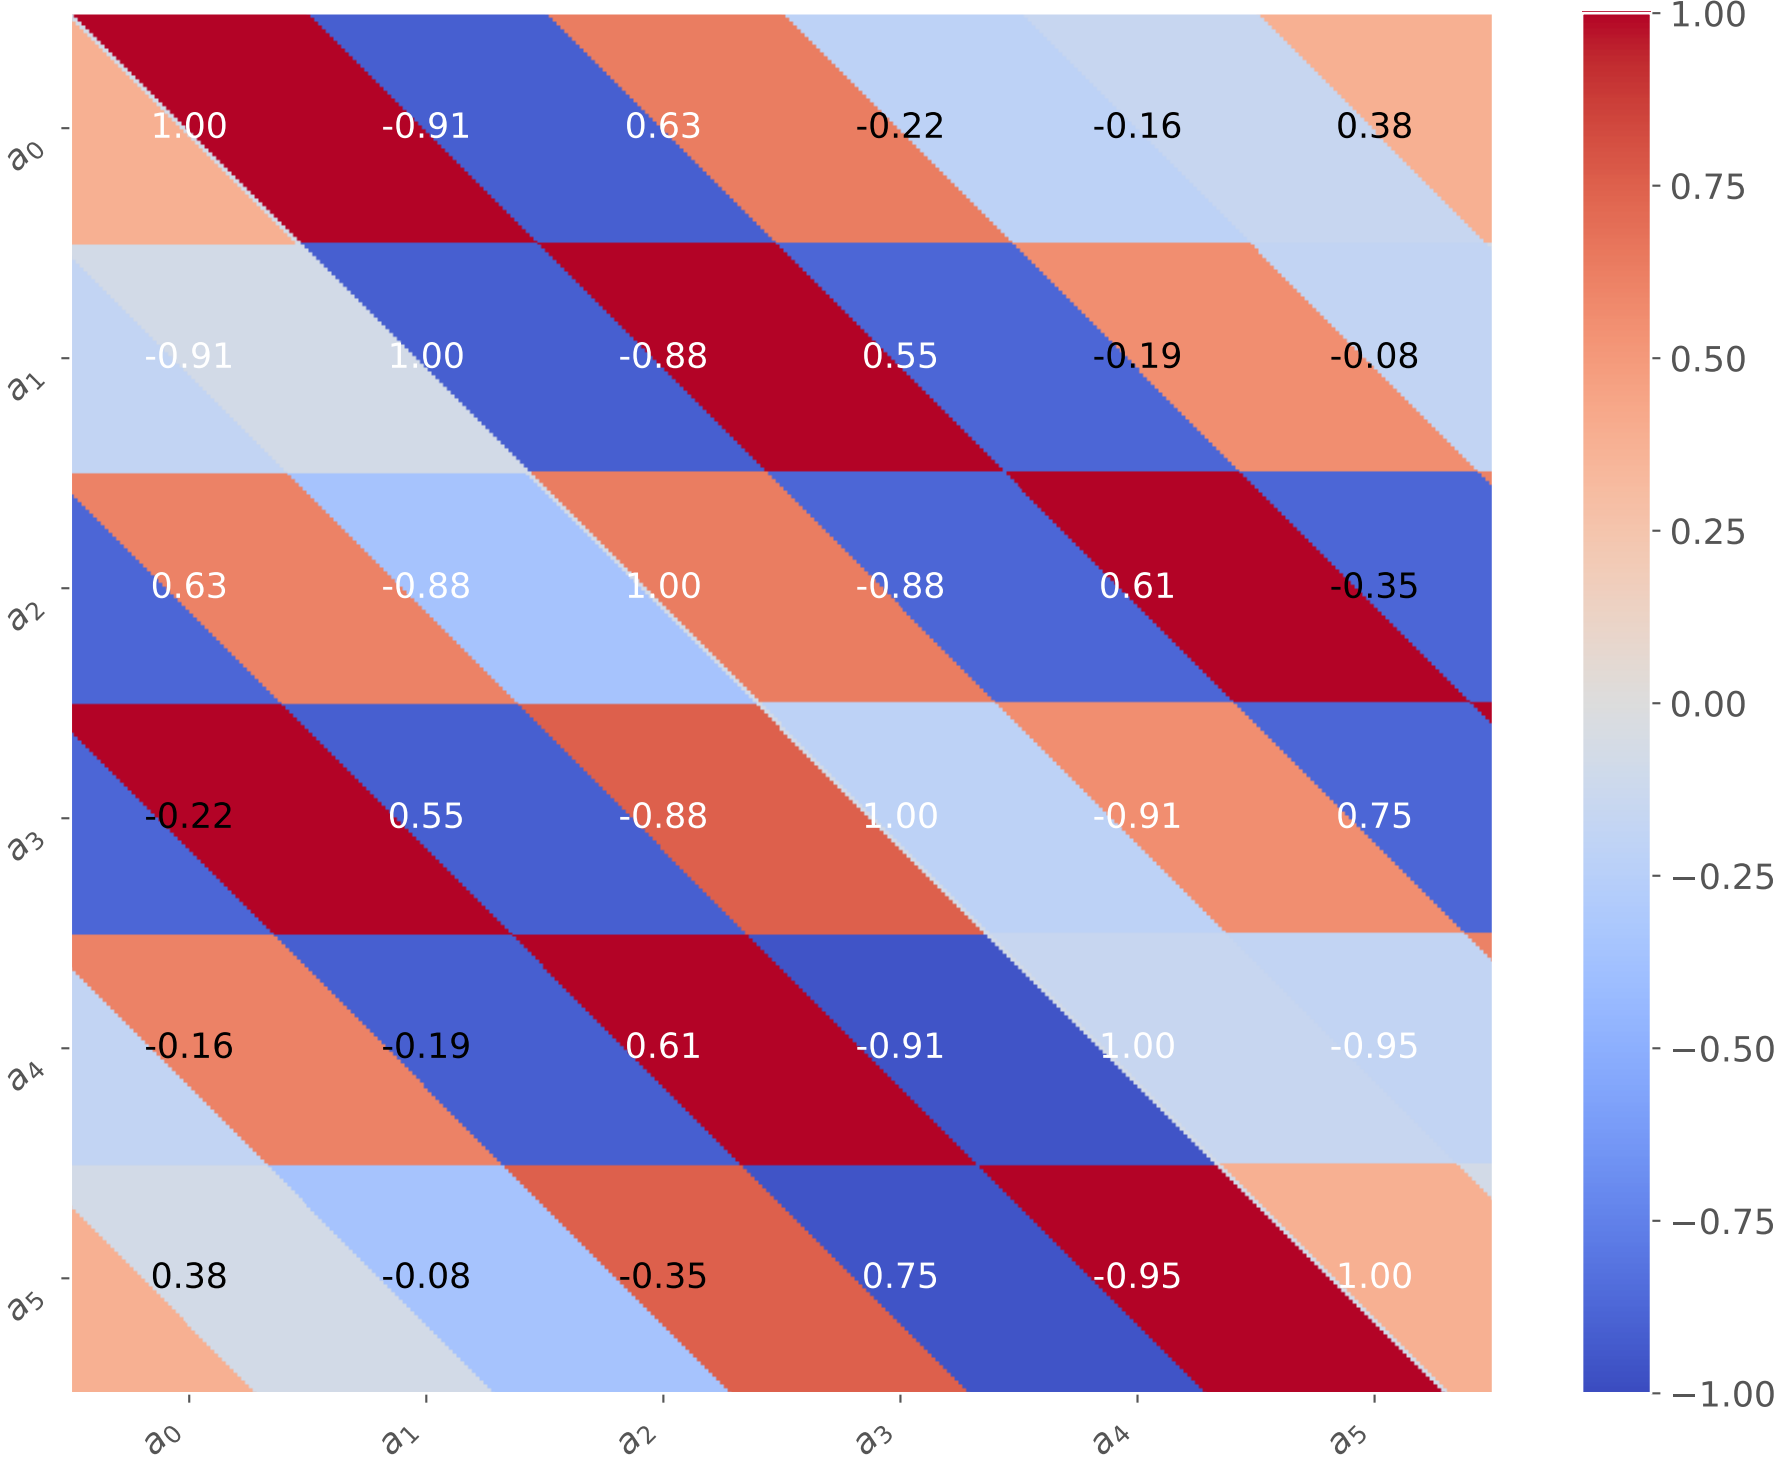 1.00
a0 1.00 -0.91 0.63 -0.22 -0.16 0.38
0.75
a1 -0.91 1.00 -0.88 0.55 -0.19 -0.08
0.50
0.25
a2 0.63 -0.88 1.00 -0.88 0.61 -0.35
0.00
a3 -0.22 0.55 -0.88 1.00 -0.91 0.75
−0.25
a4 -0.16 -0.19 0.61 -0.91 1.00 -0.95
−0.50
−0.75
a5 0.38 -0.08 -0.35 0.75 -0.95 1.00
−1.00
a0 a1 a2 a3 a4 a5